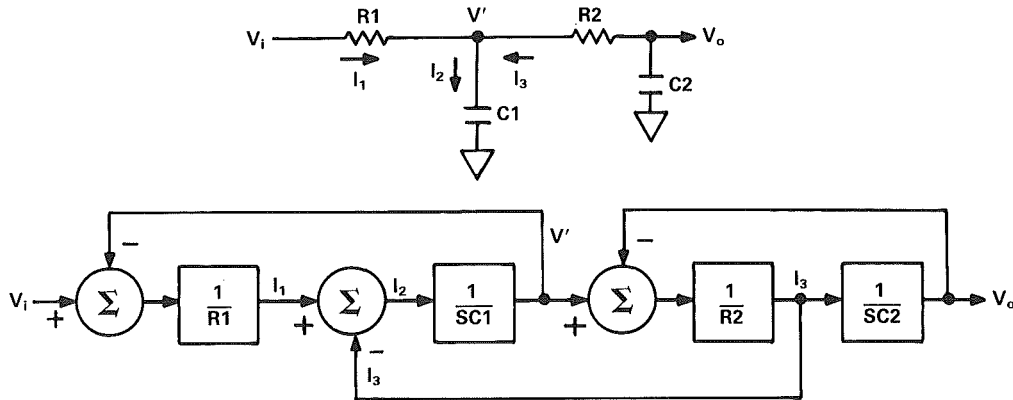 R1
V'
R2
Vi
Vo
I1
I2
I3
C1
C2
−
−
V'
Vi
+
Σ
1
R1
I1
+
Σ
−
I3
I2
1
SC1
+
Σ
1
R2
I3
1
SC2
Vo